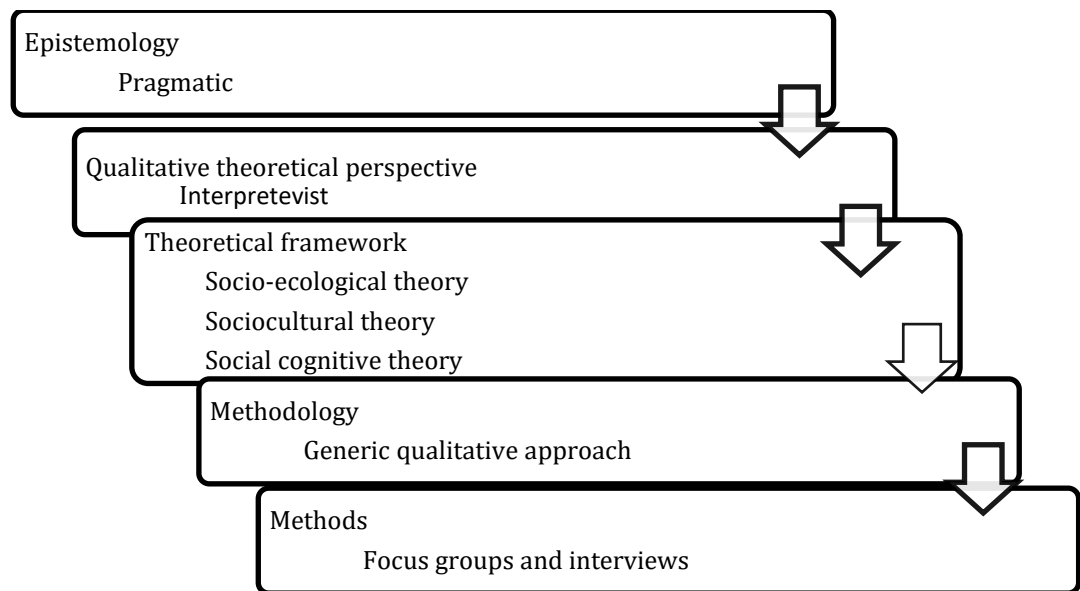 Epistemology
Pragmatic
Qualitative theoretical perspective
Interpretevist
Theoretical framework
Socio-ecological theory
Sociocultural theory
Social cognitive theory
Methodology
Generic qualitative approach
Methods
Focus groups and interviews